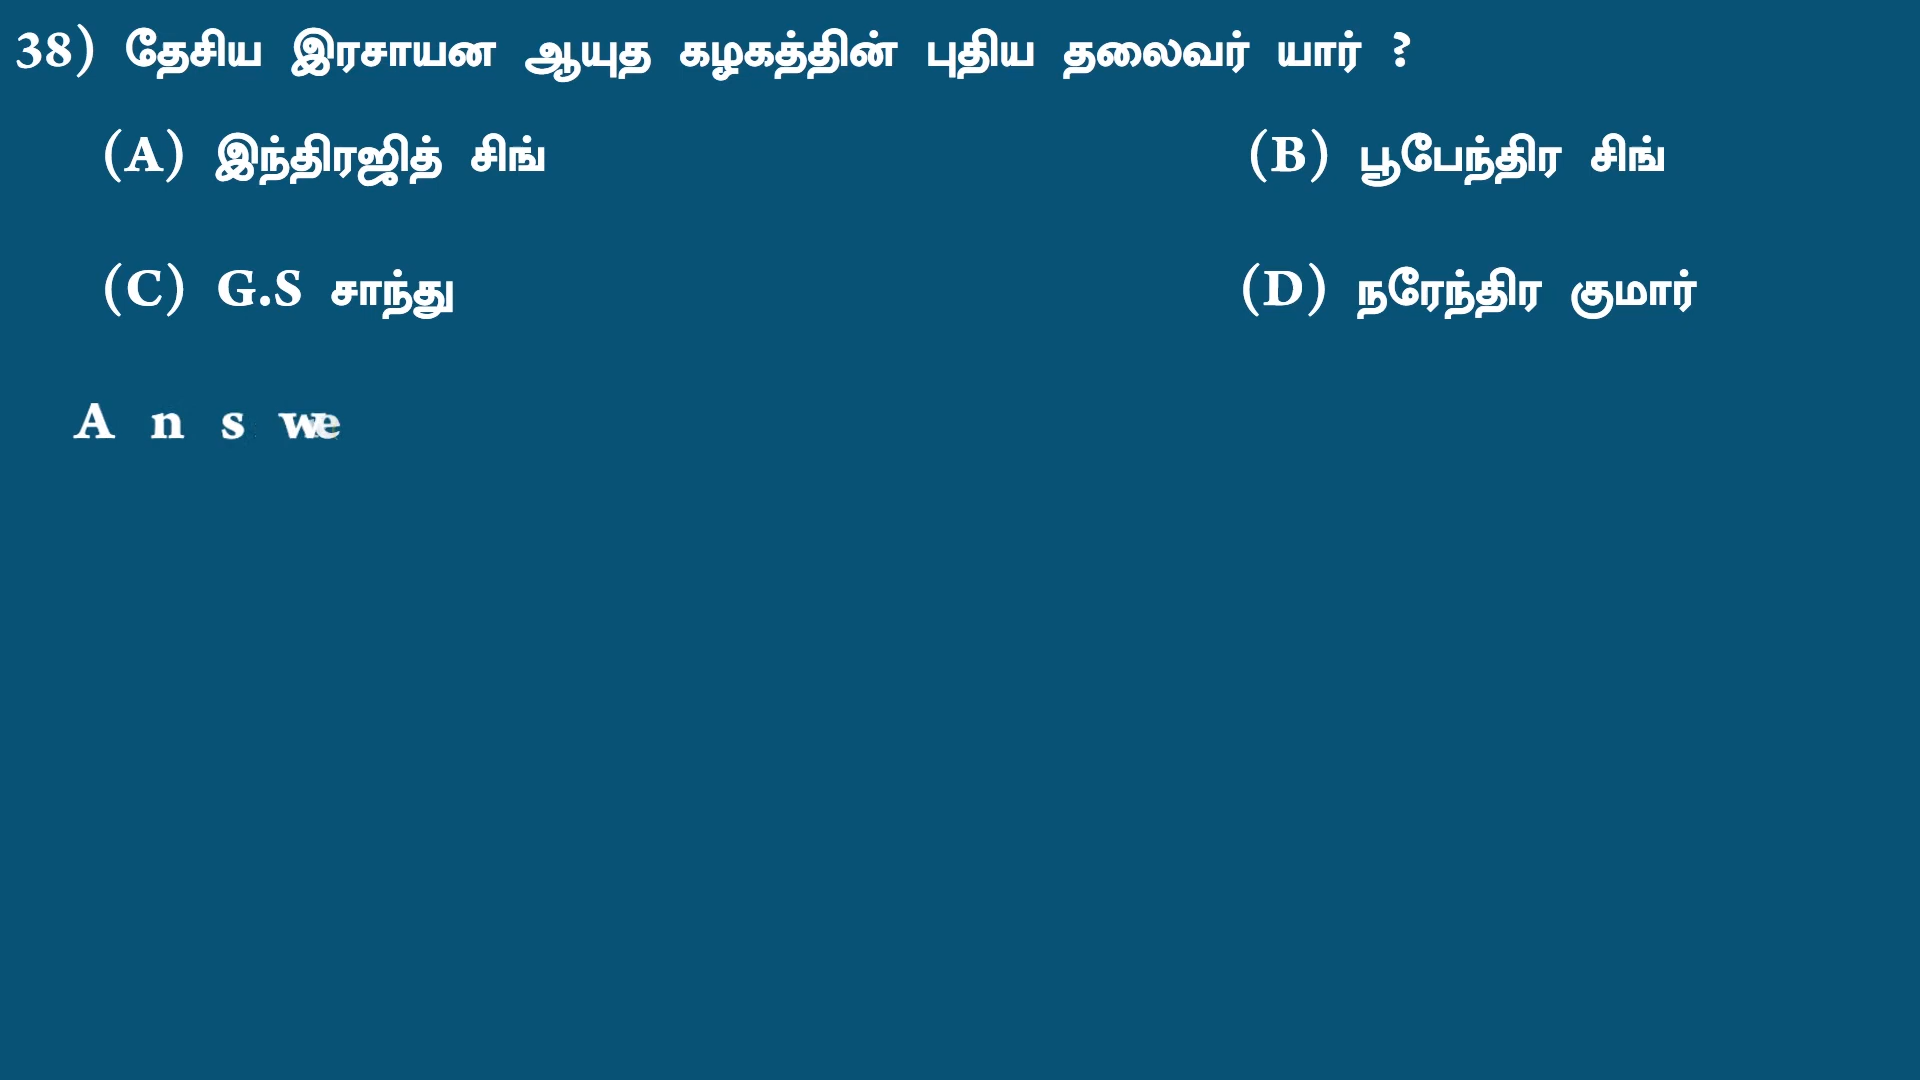 38) தேசிய இரசாயன ஆயுத கழகத்தின் புதிய தலைவர் யார் ?
(A) இந்திரஜித் சிங் (B) பூபேந்திர சிங்
(C) G.S சாந்து (D) நரேந்திர குமார்
A n s w e